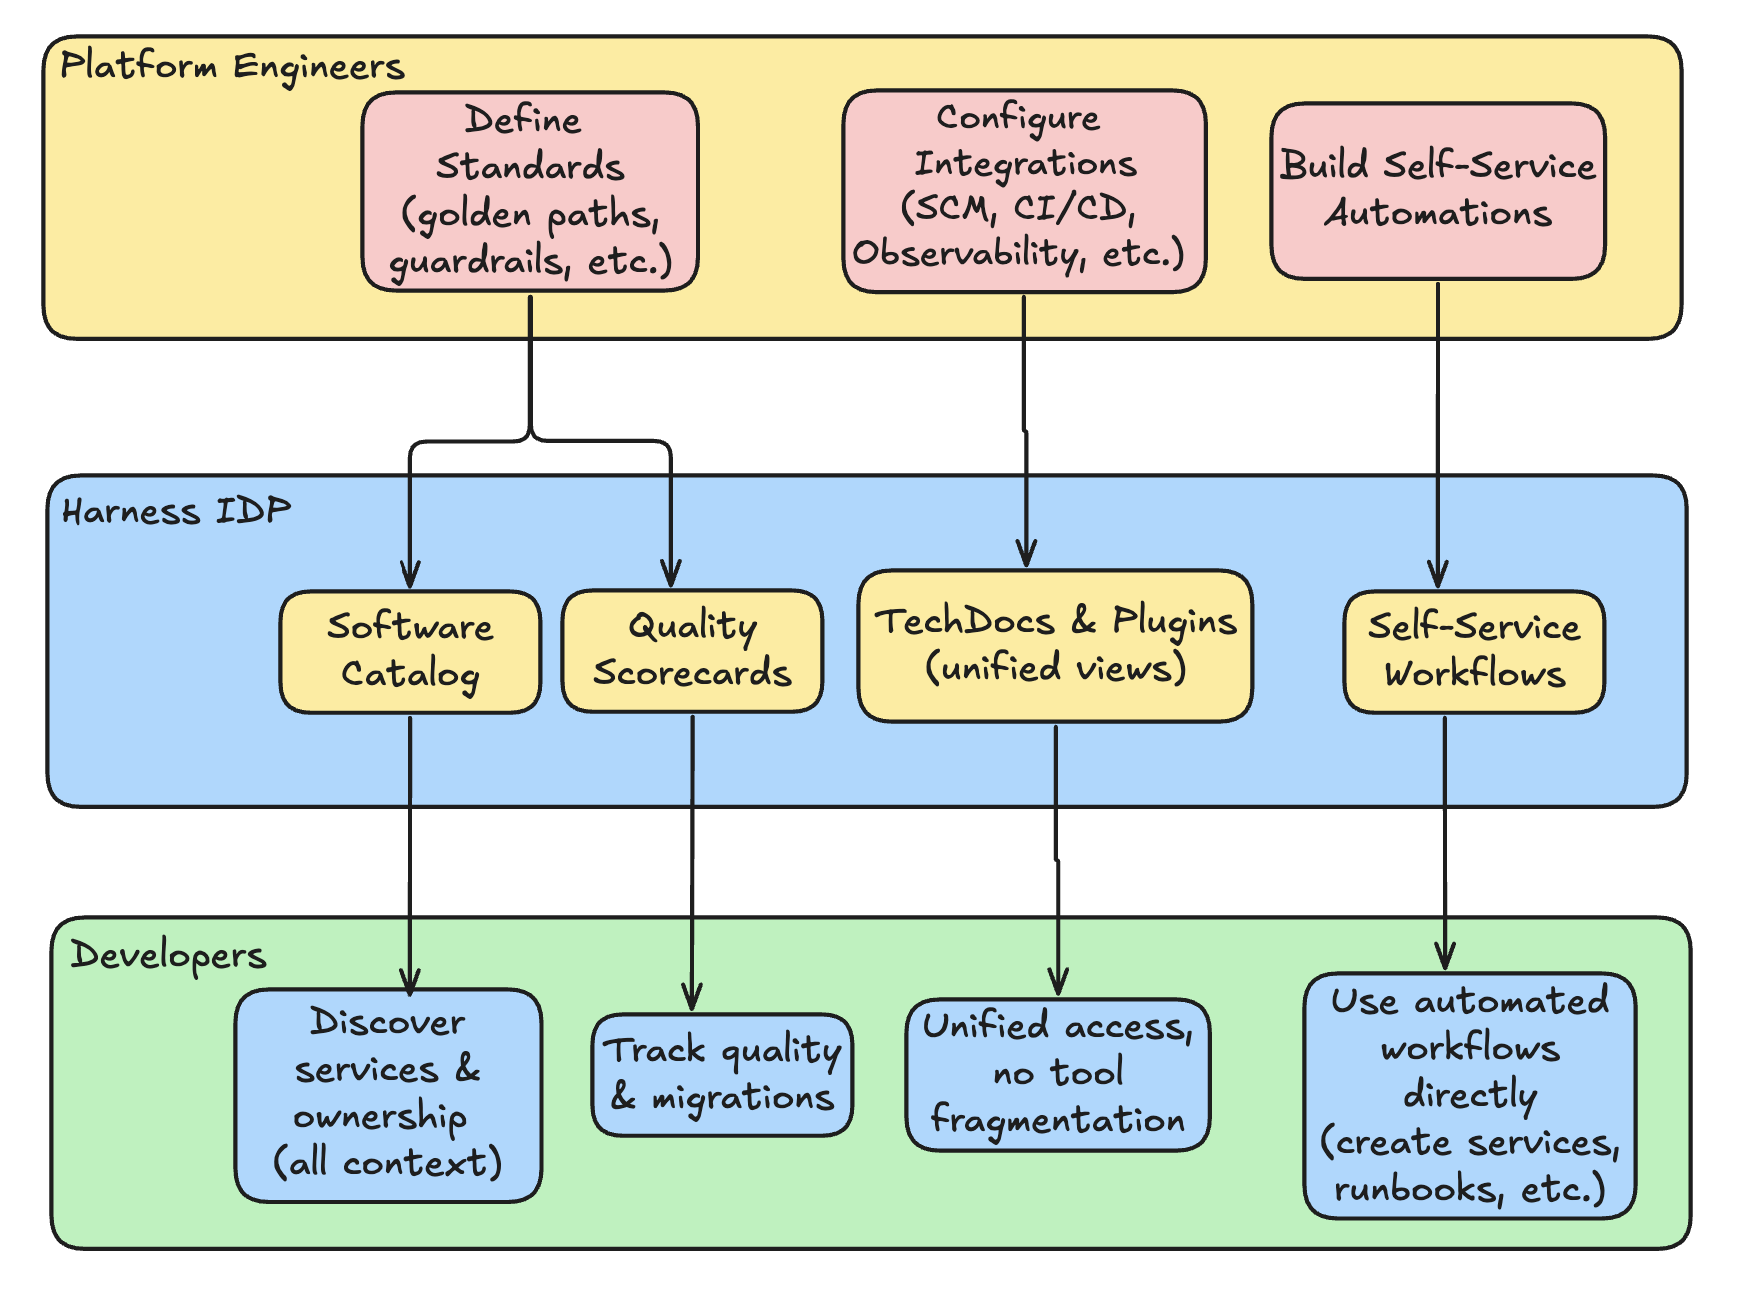 Platform Engineers
Define
Standards
(golden paths,
guardrails, etc.)
Configure
Integrations
(SCM, CI/CD,
Observability, etc.)
Build Self-Service
Automations
Harness IDP
Software
Catalog
Quality
Scorecards
TechDocs & Plugins
(unified views)
Self-Service
Workflows
Developers
Discover
services &
ownership
(all context)
Track quality
& migrations
Unified access,
no tool
fragmentation
Use automated
workflows
directly
(create services,
runbooks, etc.)